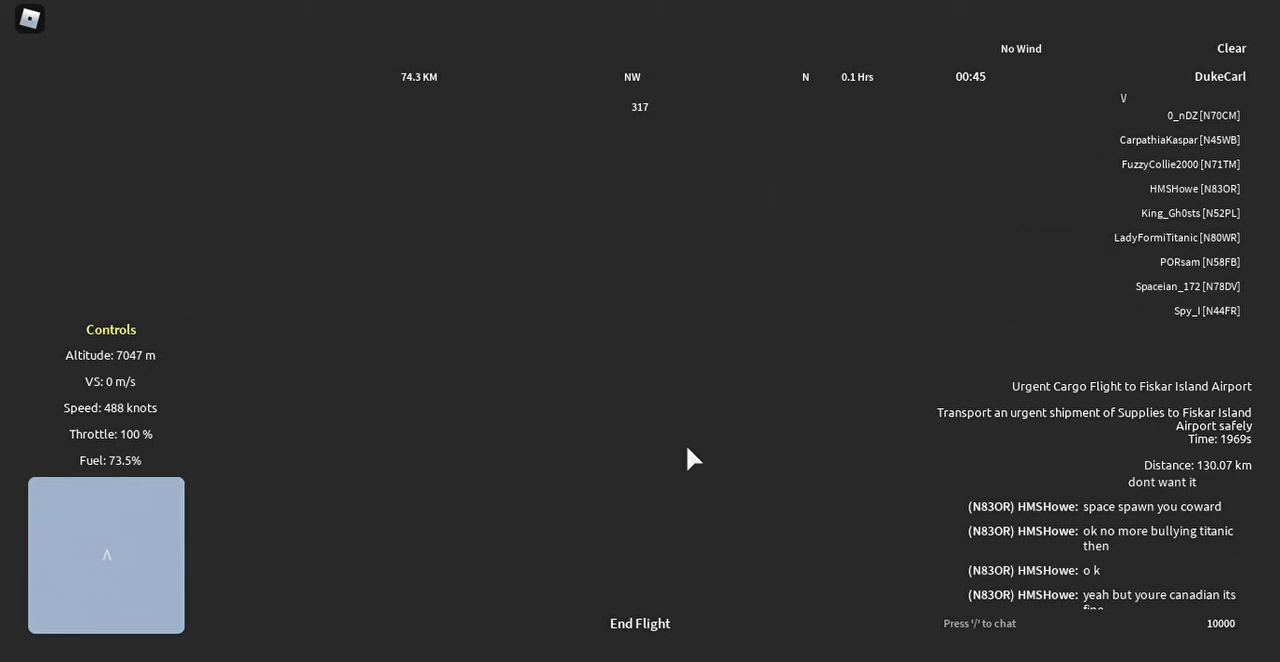 No Wind Clear
74.3 KM NW N 0.1 Hrs 00:45 DukeCarl
317
V
0_nDZ [N70CM]
CarpathiaKaspar [N45WB]
FuzzyCollie2000 [N71TM]
HMSHowe [N83OR]
King_Gh0sts [N52PL]
LadyFormiTitanic [N80WR]
PORsam [N58FB]
Spaceian_172 [N78DV]
Spy_I [N44FR]
Controls
Altitude: 7047 m
VS: 0 m/s
Speed: 488 knots
Throttle: 100 %
Fuel: 73.5%
Urgent Cargo Flight to Fiskar Island Airport
Transport an urgent shipment of Supplies to Fiskar Island
Airport safely
Time: 1969s
Distance: 130.07 km
dont want it
(N83OR) HMSHowe: space spawn you coward
(N83OR) HMSHowe: ok no more bullying titanic
then
(N83OR) HMSHowe: o k
(N83OR) HMSHowe: yeah but youre canadian its
fine
End Flight
Press '/' to chat 10000